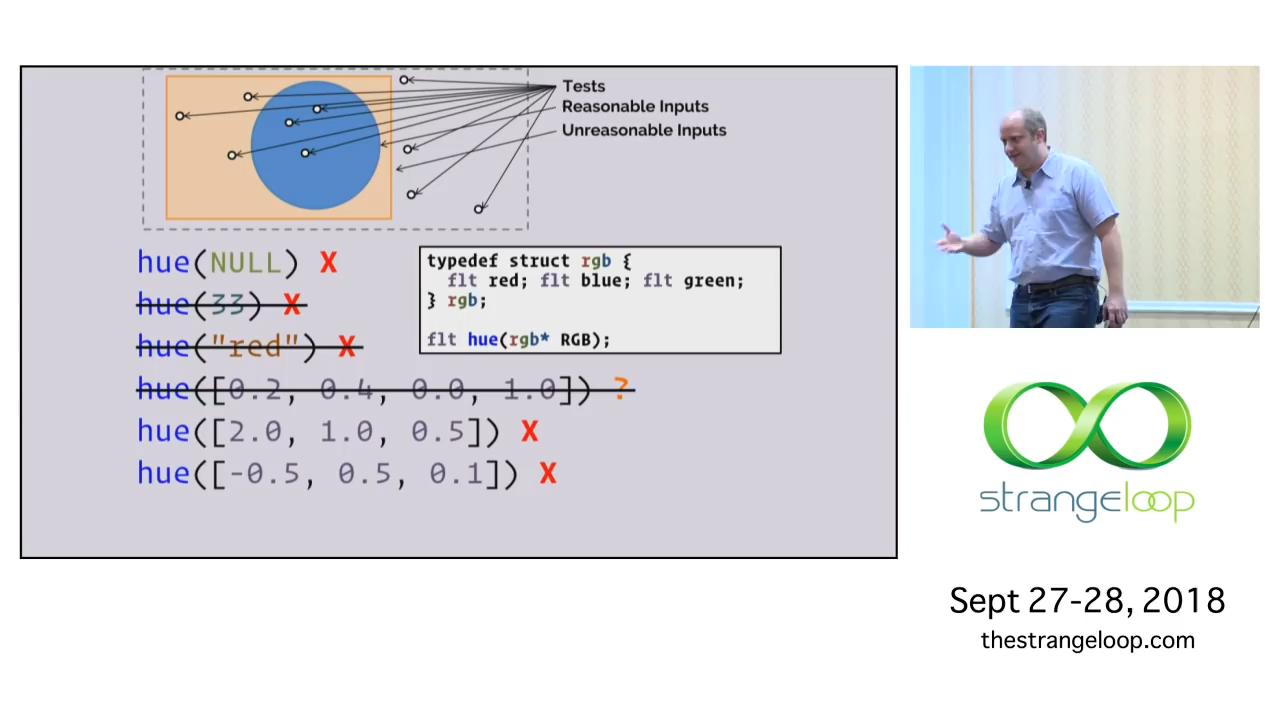 Tests
Reasonable Inputs
Unreasonable Inputs
hue(NULL) X
hue(33) X
hue("red") X
hue([0.2, 0.4, 0.0, 1.0]) ?
hue([2.0, 1.0, 0.5]) X
hue([-0.5, 0.5, 0.1]) X
typedef struct rgb {
flt red; flt blue; flt green;
} rgb;
flt hue(rgb* RGB);
strangeloop
Sept 27-28, 2018
thestrangeloop.com